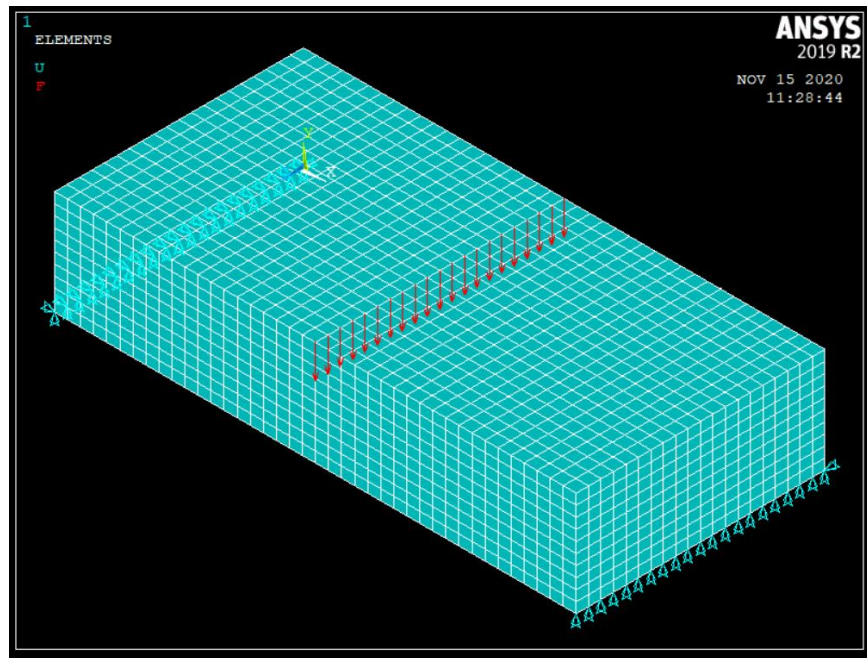 1
ELEMENTS
U
F
ANSYS
2019 R2
NOV 15 2020
11:28:44
Y
X